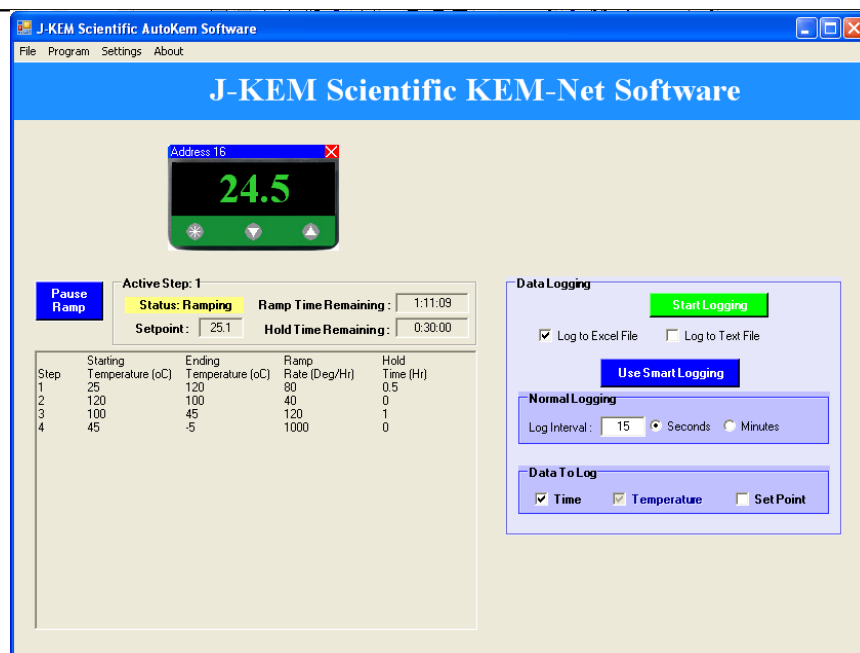 J-KEM Scientific AutoKem Software
File Program Settings About
J-KEM Scientific KEM-Net Software
Address 16
24.5
Pause Ramp
Active Step: 1
Status: Ramping
Ramp Time Remaining : 1:11:09
Setpoint : 25.1
Hold Time Remaining : 0:30:00
Step Starting Temperature (oC) Ending Temperature (oC) Ramp Rate (Deg/Hr) Hold Time (Hr)
1 25 120 80 0.5
2 120 100 40 0
3 100 45 120 1
4 45 -5 1000 0
Data Logging
Start Logging
Log to Excel File Log to Text File
Use Smart Logging
Normal Logging
Log Interval : 15 Seconds Minutes
Data To Log
Time Temperature Set Point